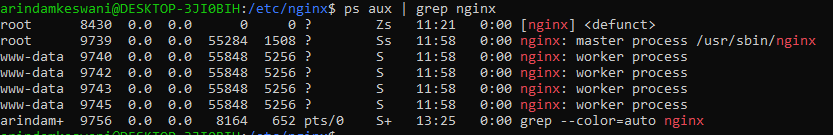 arindamkeswani@DESKTOP-3JI0BIH:/etc/nginx$ ps aux | grep nginx
root      8430  0.0  0.0      0     0 ?        Zs   11:21   0:00 [nginx] <defunct>
root      9739  0.0  0.0  55284  1508 ?        Ss   11:58   0:00 nginx: master process /usr/sbin/nginx
www-data  9740  0.0  0.0  55848  5256 ?        S    11:58   0:00 nginx: worker process
www-data  9742  0.0  0.0  55848  5256 ?        S    11:58   0:00 nginx: worker process
www-data  9743  0.0  0.0  55848  5256 ?        S    11:58   0:00 nginx: worker process
www-data  9745  0.0  0.0  55848  5256 ?        S    11:58   0:00 nginx: worker process
arindam+  9756  0.0  0.0   8164   652 pts/0    S+   13:25   0:00 grep --color=auto nginx
arindamkeswani@DESKTOP-3JI0BIH:/etc/nginx$